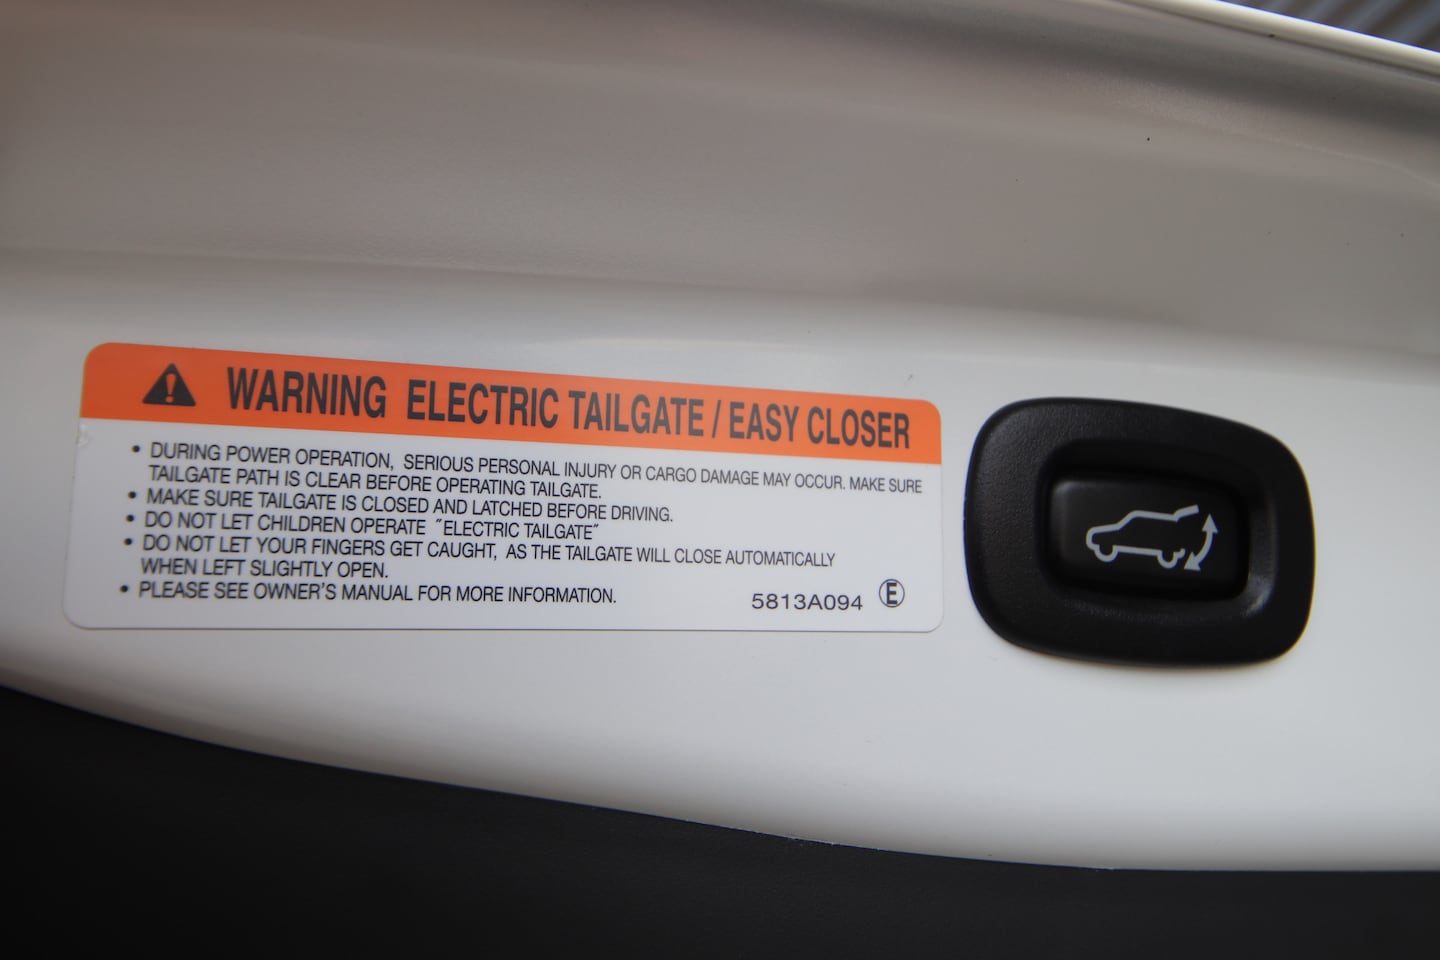 WARNING ELECTRIC TAILGATE / EASY CLOSER
• DURING POWER OPERATION, SERIOUS PERSONAL INJURY OR CARGO DAMAGE MAY OCCUR. MAKE SURE
TAILGATE PATH IS CLEAR BEFORE OPERATING TAILGATE.
• MAKE SURE TAILGATE IS CLOSED AND LATCHED BEFORE DRIVING.
• DO NOT LET CHILDREN OPERATE ˝ELECTRIC TAILGATE˝
• DO NOT LET YOUR FINGERS GET CAUGHT, AS THE TAILGATE WILL CLOSE AUTOMATICALLY
WHEN LEFT SLIGHTLY OPEN.
• PLEASE SEE OWNER'S MANUAL FOR MORE INFORMATION.
5813A094 Ⓔ